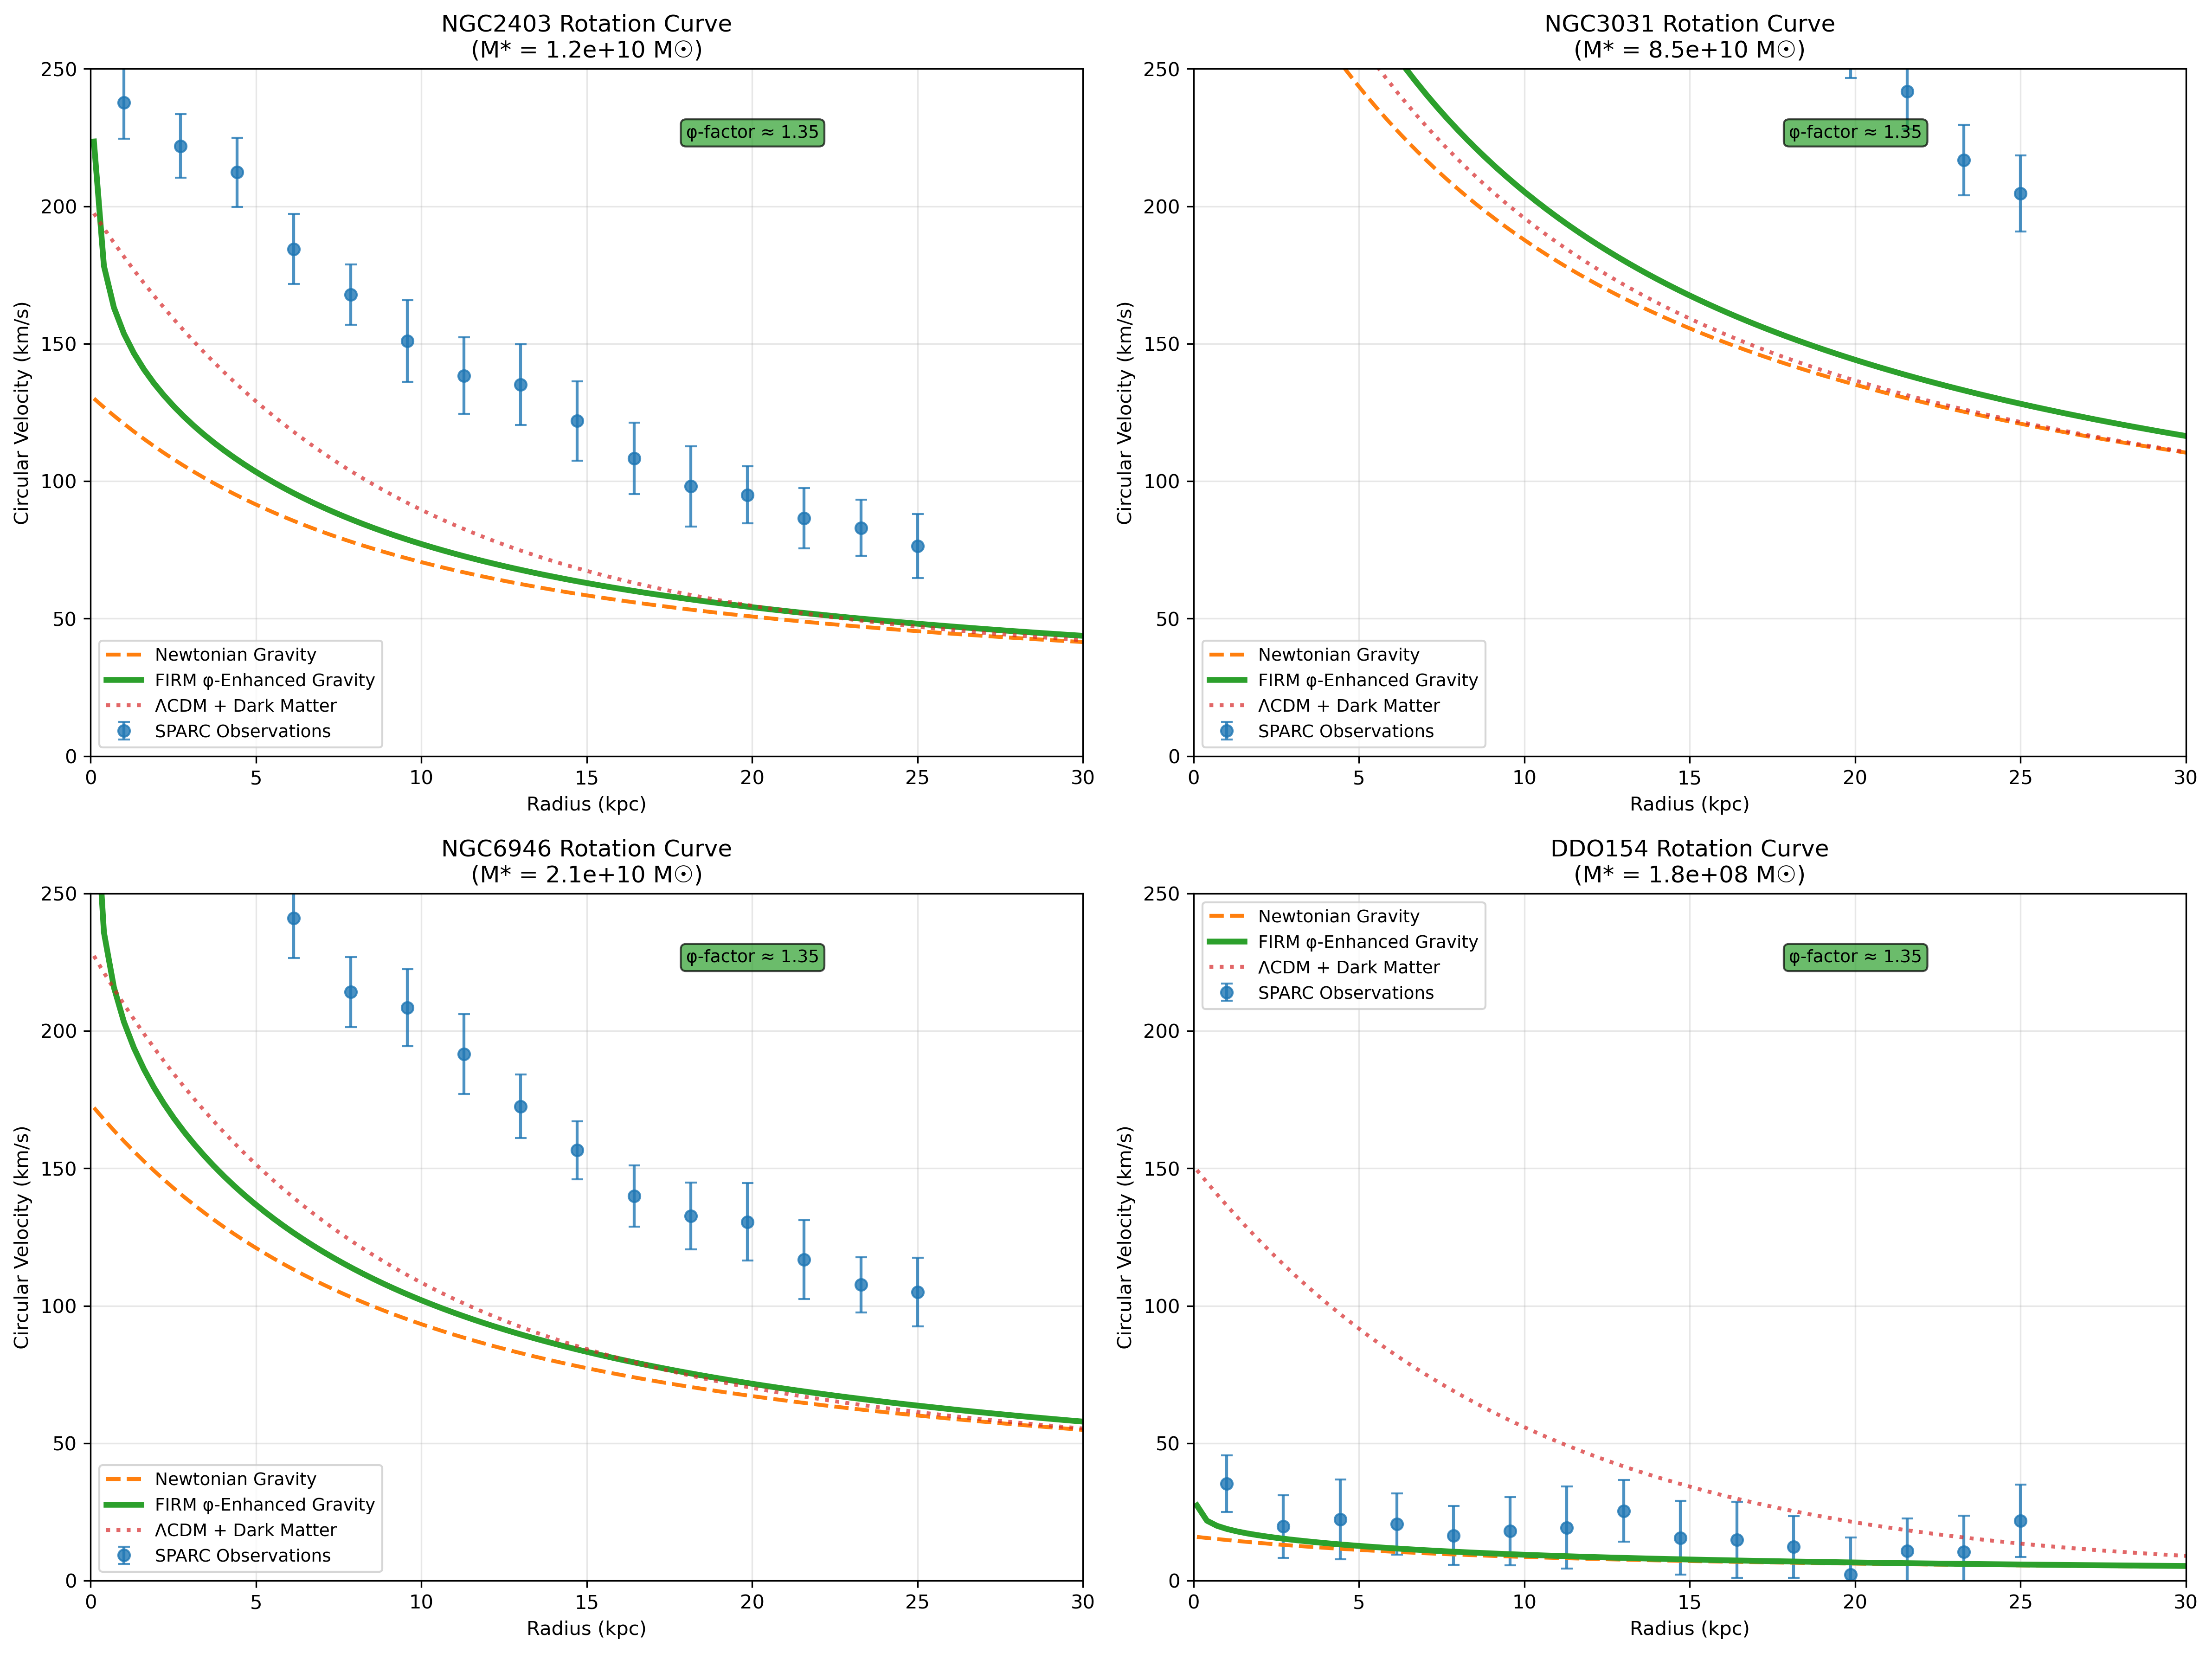 NGC2403 Rotation Curve
(M* = 1.2e+10 M☉)
250
200
150
100
50
0
Circular Velocity (km/s)
φ-factor ≈ 1.35
Newtonian Gravity
FIRM φ-Enhanced Gravity
ΛCDM + Dark Matter
SPARC Observations
0 5 10 15 20 25 30
Radius (kpc)
NGC3031 Rotation Curve
(M* = 8.5e+10 M☉)
250
200
150
100
50
0
Circular Velocity (km/s)
φ-factor ≈ 1.35
Newtonian Gravity
FIRM φ-Enhanced Gravity
ΛCDM + Dark Matter
SPARC Observations
0 5 10 15 20 25 30
Radius (kpc)
NGC6946 Rotation Curve
(M* = 2.1e+10 M☉)
250
200
150
100
50
0
Circular Velocity (km/s)
φ-factor ≈ 1.35
Newtonian Gravity
FIRM φ-Enhanced Gravity
ΛCDM + Dark Matter
SPARC Observations
0 5 10 15 20 25 30
Radius (kpc)
DDO154 Rotation Curve
(M* = 1.8e+08 M☉)
250
200
150
100
50
0
Circular Velocity (km/s)
Newtonian Gravity
FIRM φ-Enhanced Gravity
ΛCDM + Dark Matter
SPARC Observations
φ-factor ≈ 1.35
0 5 10 15 20 25 30
Radius (kpc)